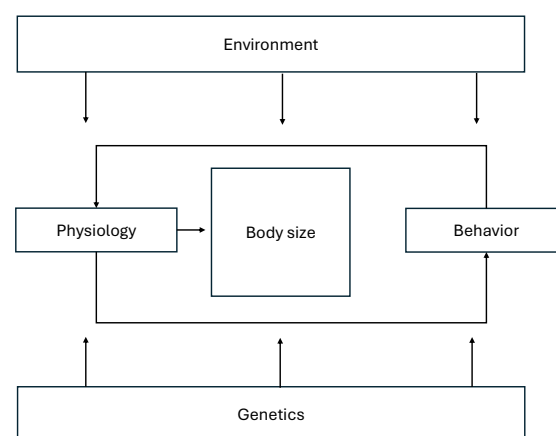 Environment
Physiology
Body size
Behavior
Genetics